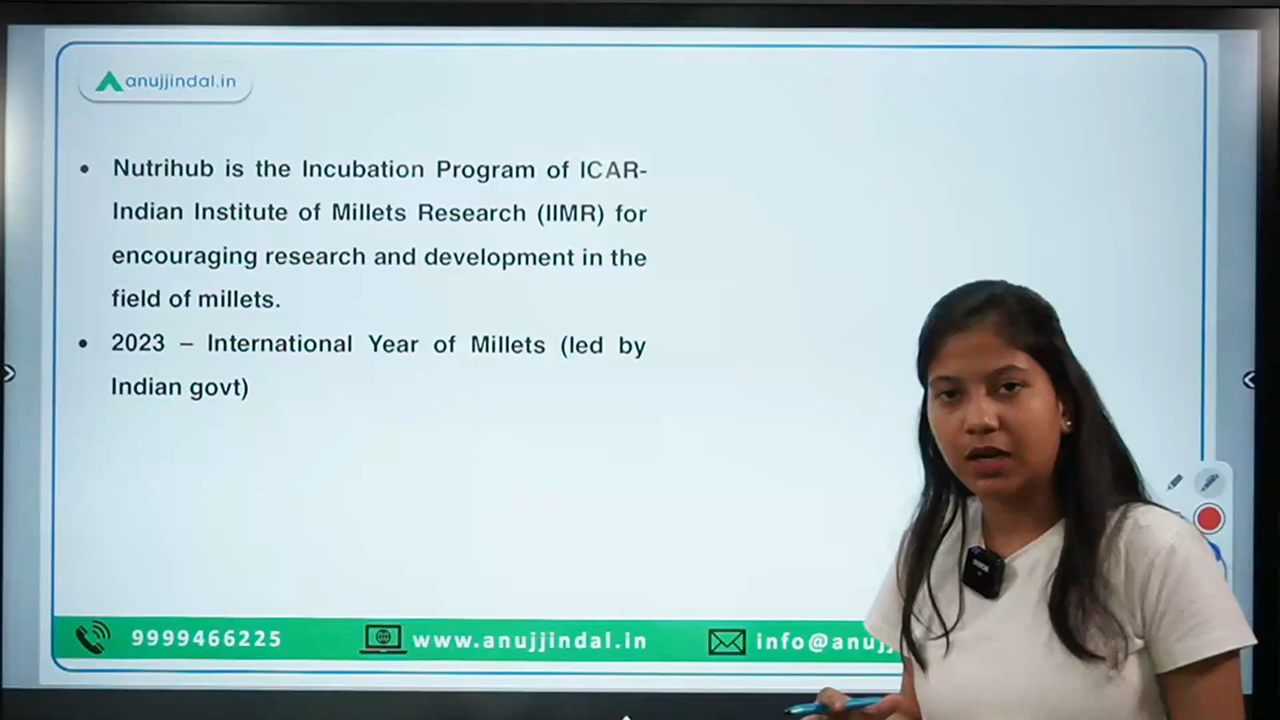 anujjindal.in
• Nutrihub is the Incubation Program of ICAR-
Indian Institute of Millets Research (IIMR) for
encouraging research and development in the
field of millets.
• 2023 – International Year of Millets (led by
Indian govt)
9999466225 www.anujjindal.in